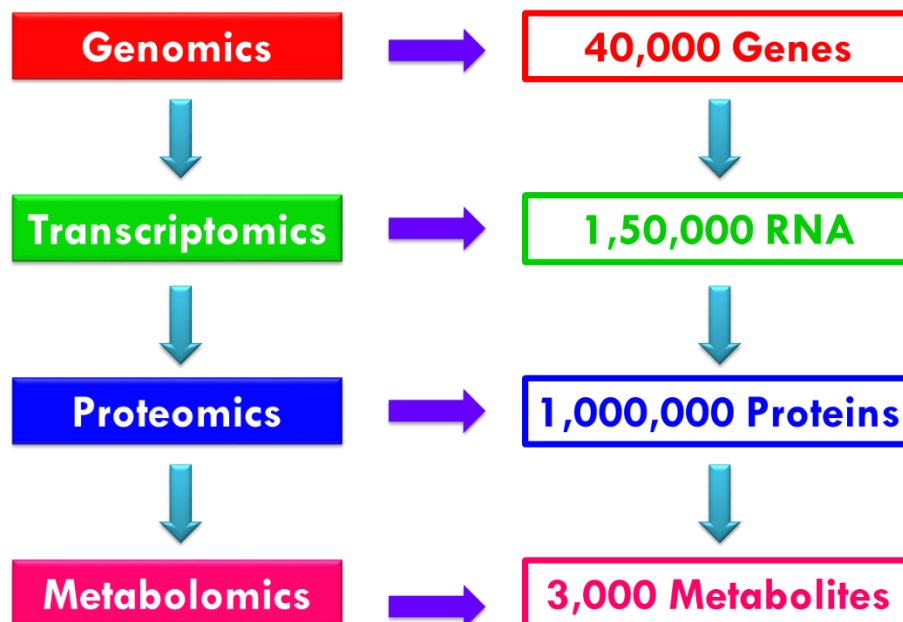 Genomics
40,000 Genes
Transcriptomics
1,50,000 RNA
Proteomics
1,000,000 Proteins
Metabolomics
3,000 Metabolites